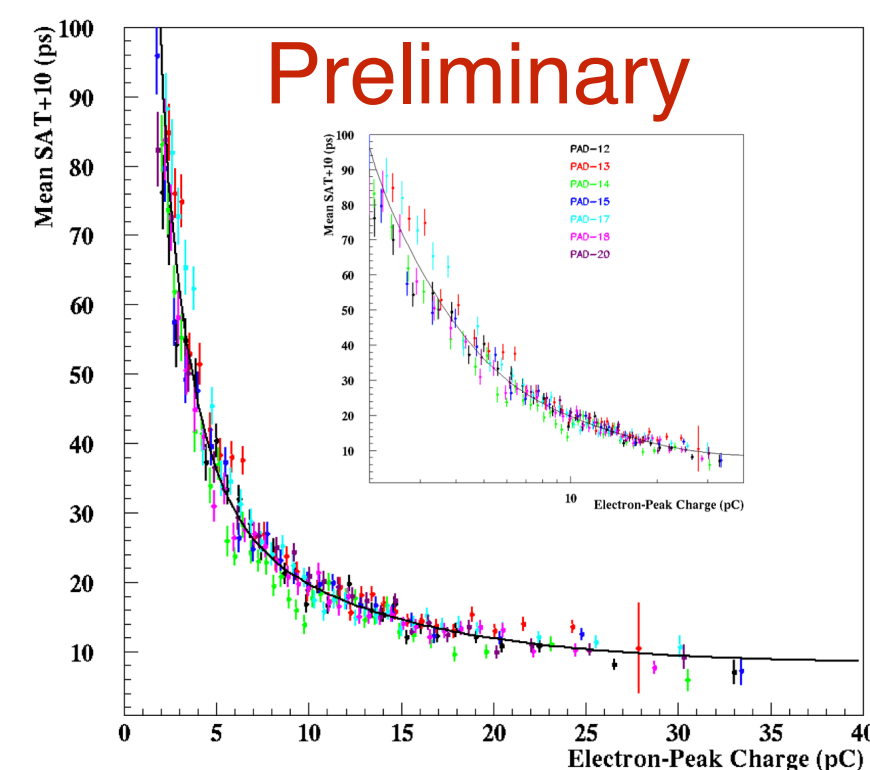 Preliminary
Mean SAT+10 (ps)
100
90
80
70
60
50
40
30
20
10
0
5
10
15
20
25
30
35
40
Electron-Peak Charge (pC)
Mean SAT+10 (ps)
100
90
80
70
60
50
40
30
20
10
10
Electron-Peak Charge (pC)
PAD-12
PAD-13
PAD-14
PAD-15
PAD-17
PAD-18
PAD-20